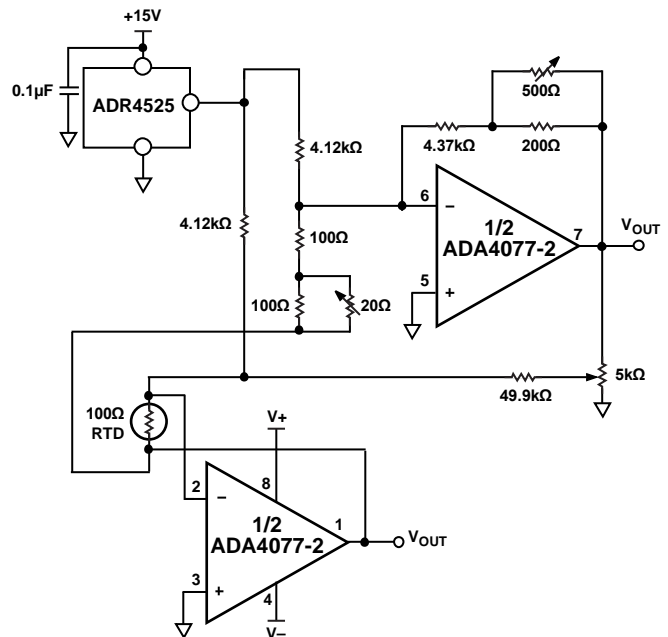 +15V
0.1µF
ADR4525
500Ω
4.37kΩ
200Ω
4.12kΩ
4.12kΩ
6
−
1/2
ADA4077-2
7
VOUT
5
+
100Ω
100Ω
20Ω
49.9kΩ
5kΩ
100Ω
RTD
V+
2
−
8
1/2
ADA4077-2
1
VOUT
3
+
4
V−